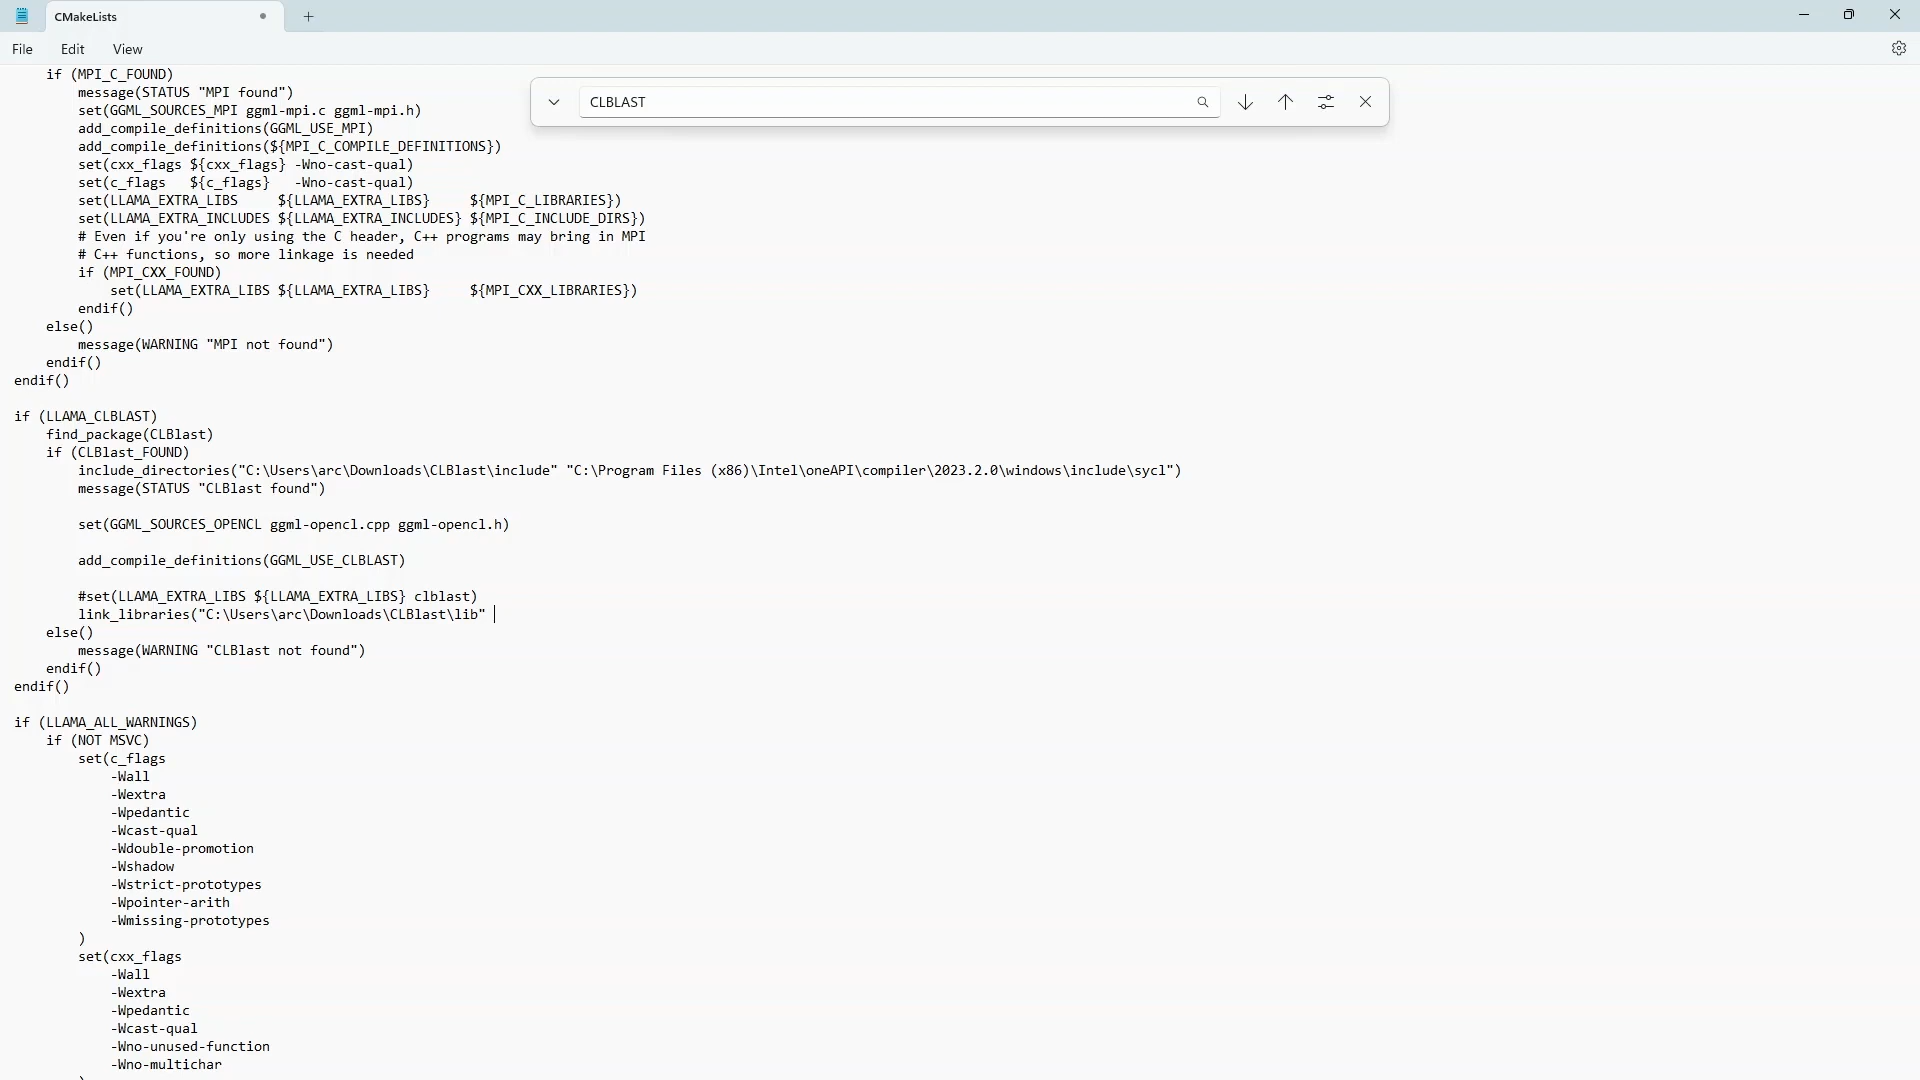 CMakeLists
File Edit View
if (MPI_C_FOUND)
CLBLAST
message(STATUS "MPI found")
set(GGML_SOURCES_MPI ggml-mpi.c ggml-mpi.h)
add_compile_definitions(GGML_USE_MPI)
add_compile_definitions(${MPI_C_COMPILE_DEFINITIONS})
set(cxx_flags ${cxx_flags} -Wno-cast-qual)
set(c_flags   ${c_flags}   -Wno-cast-qual)
set(LLAMA_EXTRA_LIBS     ${LLAMA_EXTRA_LIBS}     ${MPI_C_LIBRARIES})
set(LLAMA_EXTRA_INCLUDES ${LLAMA_EXTRA_INCLUDES} ${MPI_C_INCLUDE_DIRS})
# Even if you're only using the C header, C++ programs may bring in MPI
# C++ functions, so more linkage is needed
if (MPI_CXX_FOUND)
set(LLAMA_EXTRA_LIBS ${LLAMA_EXTRA_LIBS}     ${MPI_CXX_LIBRARIES})
endif()
else()
message(WARNING "MPI not found")
endif()
endif()
if (LLAMA_CLBLAST)
find_package(CLBlast)
if (CLBlast_FOUND)
include_directories("C:\Users\arc\Downloads\CLBlast\include" "C:\Program Files (x86)\Intel\oneAPI\compiler\2023.2.0\windows\include\sycl")
message(STATUS "CLBlast found")
set(GGML_SOURCES_OPENCL ggml-opencl.cpp ggml-opencl.h)
add_compile_definitions(GGML_USE_CLBLAST)
#set(LLAMA_EXTRA_LIBS ${LLAMA_EXTRA_LIBS} clblast)
link_libraries("C:\Users\arc\Downloads\CLBlast\lib"
else()
message(WARNING "CLBlast not found")
endif()
endif()
if (LLAMA_ALL_WARNINGS)
if (NOT MSVC)
set(c_flags
-Wall
-Wextra
-Wpedantic
-Wcast-qual
-Wdouble-promotion
-Wshadow
-Wstrict-prototypes
-Wpointer-arith
-Wmissing-prototypes
)
set(cxx_flags
-Wall
-Wextra
-Wpedantic
-Wcast-qual
-Wno-unused-function
-Wno-multichar
)